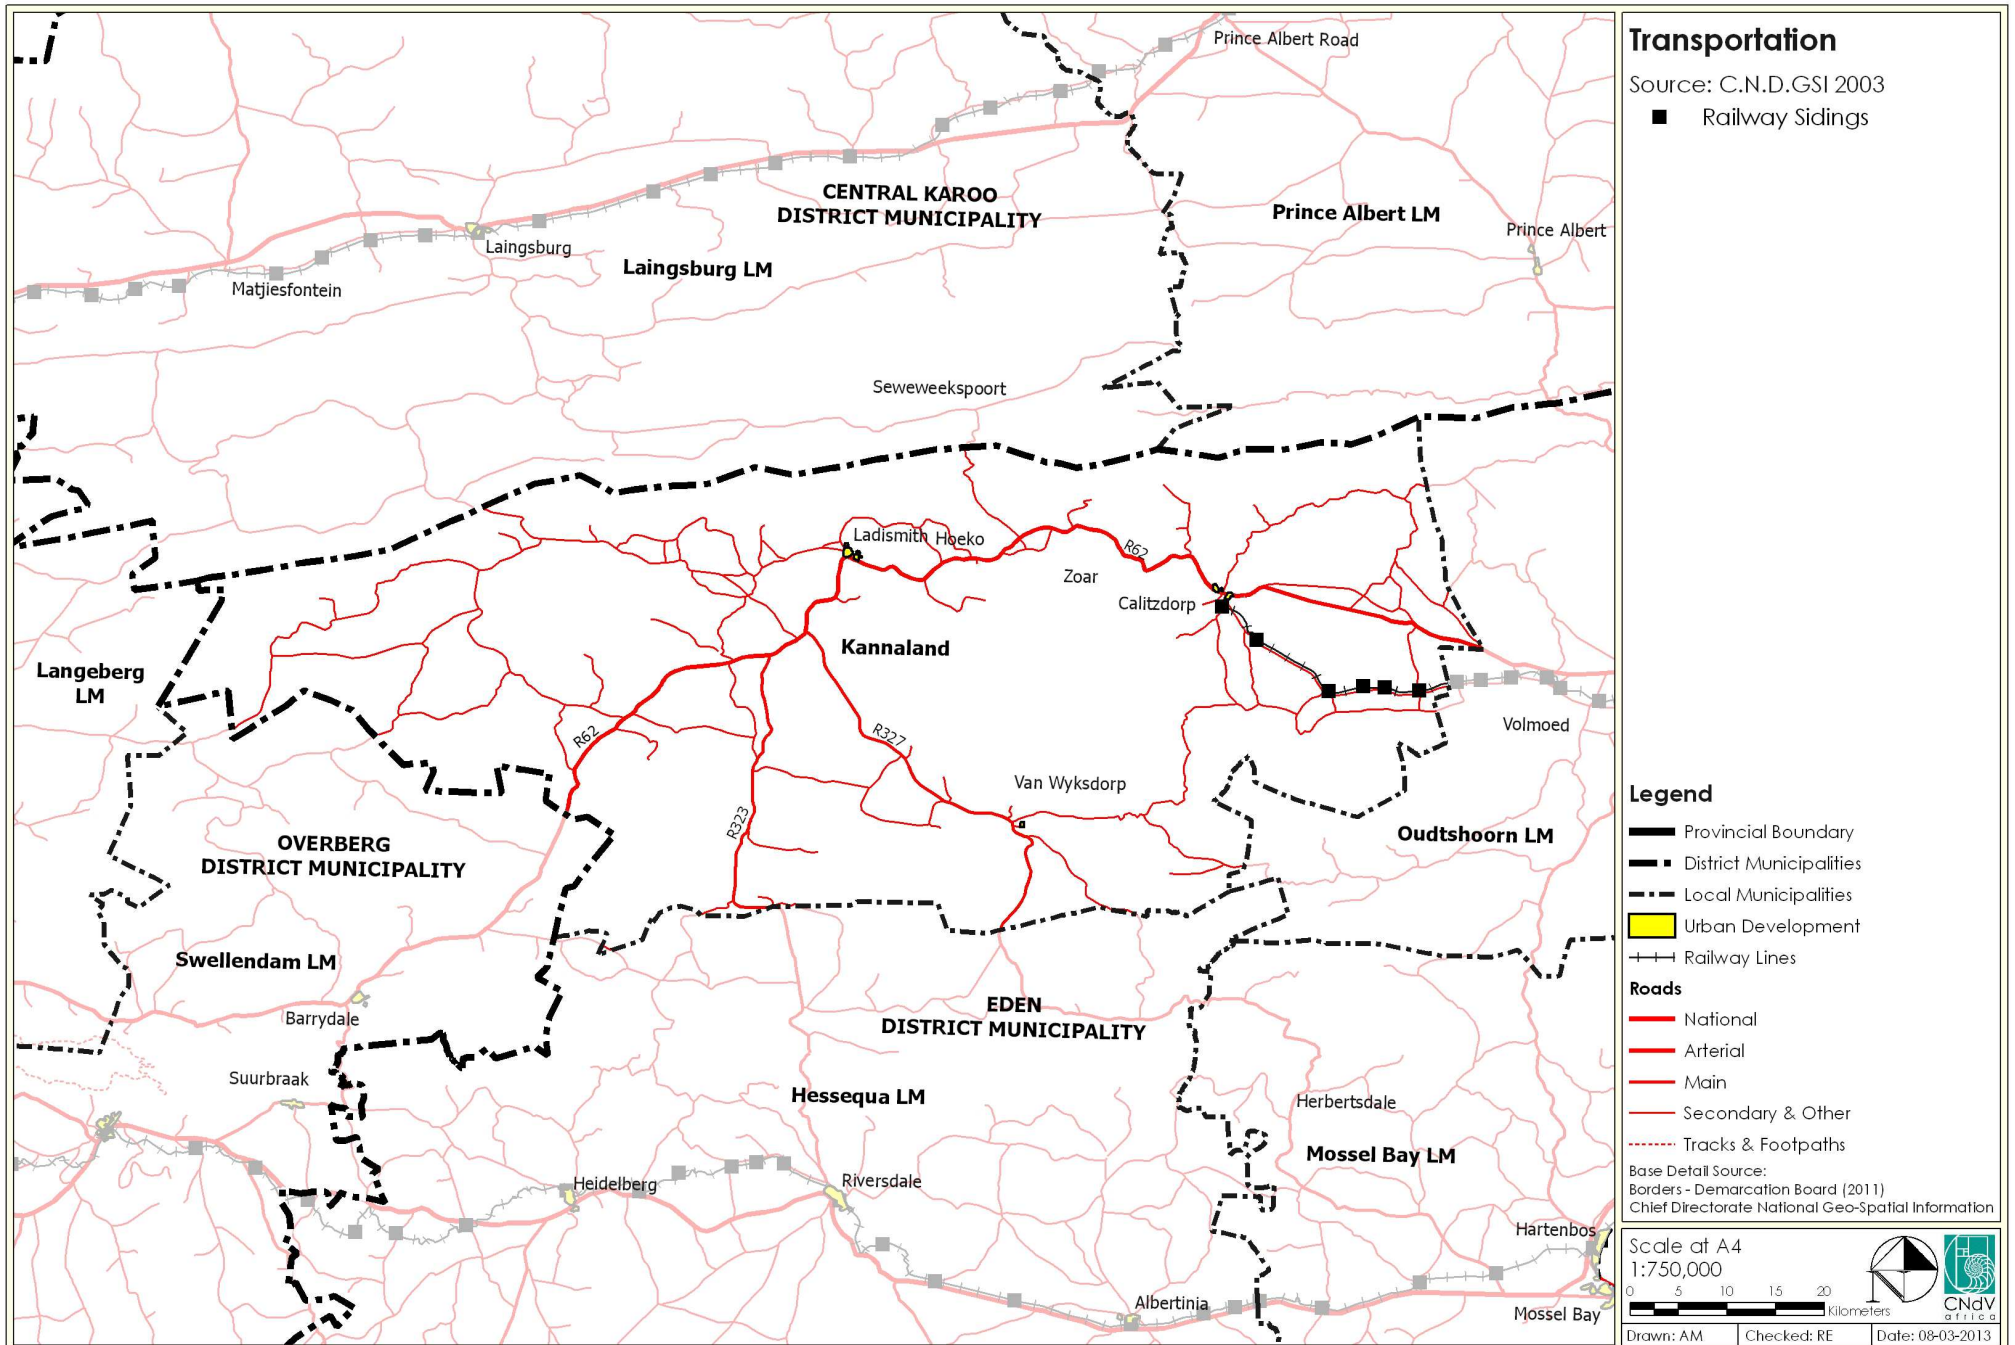 Prince Albert Road
CENTRAL KAROO
DISTRICT MUNICIPALITY
Prince Albert LM
Prince Albert
Laingsburg
Laingsburg LM
Matjiesfontein
Seweweekspoort
Ladismith Hoeko
R62
Zoar
Calitzdorp
Kannaland
Langeberg
LM
Volmoed
R62
R327
Van Wyksdorp
R323
Oudtshoorn LM
OVERBERG
DISTRICT MUNICIPALITY
Swellendam LM
EDEN
DISTRICT MUNICIPALITY
Barrydale
Suurbraak
Hessequa LM
Herbertsdale
Mossel Bay LM
Heidelberg
Riversdale
Hartenbos
Albertinia
Mossel Bay
Transportation
Source: C.N.D.GSI 2003
Railway Sidings
Legend
Provincial Boundary
District Municipalities
Local Municipalities
Urban Development
Railway Lines
Roads
National
Arterial
Main
Secondary & Other
Tracks & Footpaths
Base Detail Source:
Borders - Demarcation Board (2011)
Chief Directorate National Geo-Spatial Information
Scale at A4
1:750,000
0 5 10 15 20
Kilometers
CNdV
africa
Drawn: AM Checked: RE Date: 08-03-2013